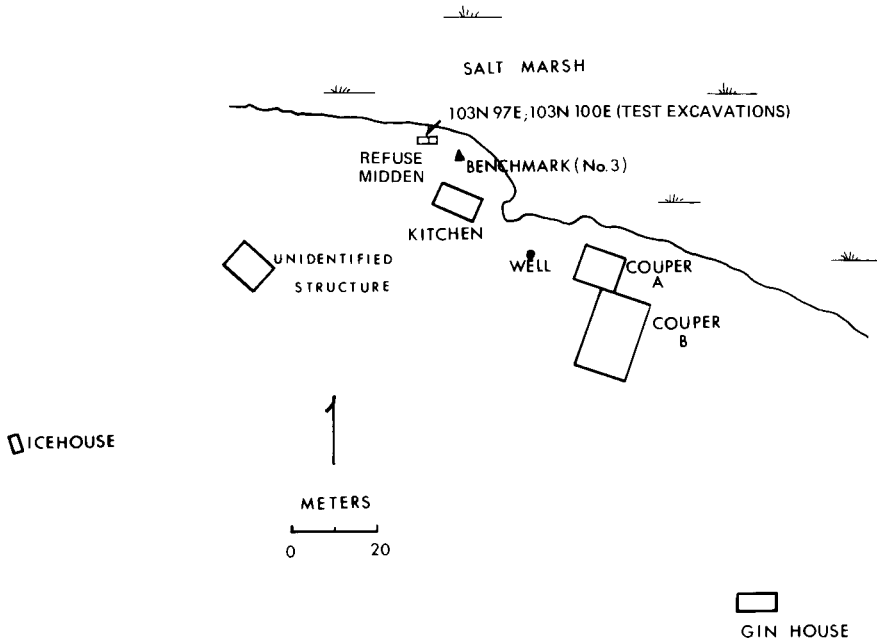 SALT MARSH
103N 97E; 103N 100E (TEST EXCAVATIONS)
REFUSE
MIDDEN
BENCHMARK (No. 3)
KITCHEN
UNIDENTIFIED
STRUCTURE
WELL
COUPER
A
COUPER
B
ICEHOUSE
METERS
0 20
GIN HOUSE